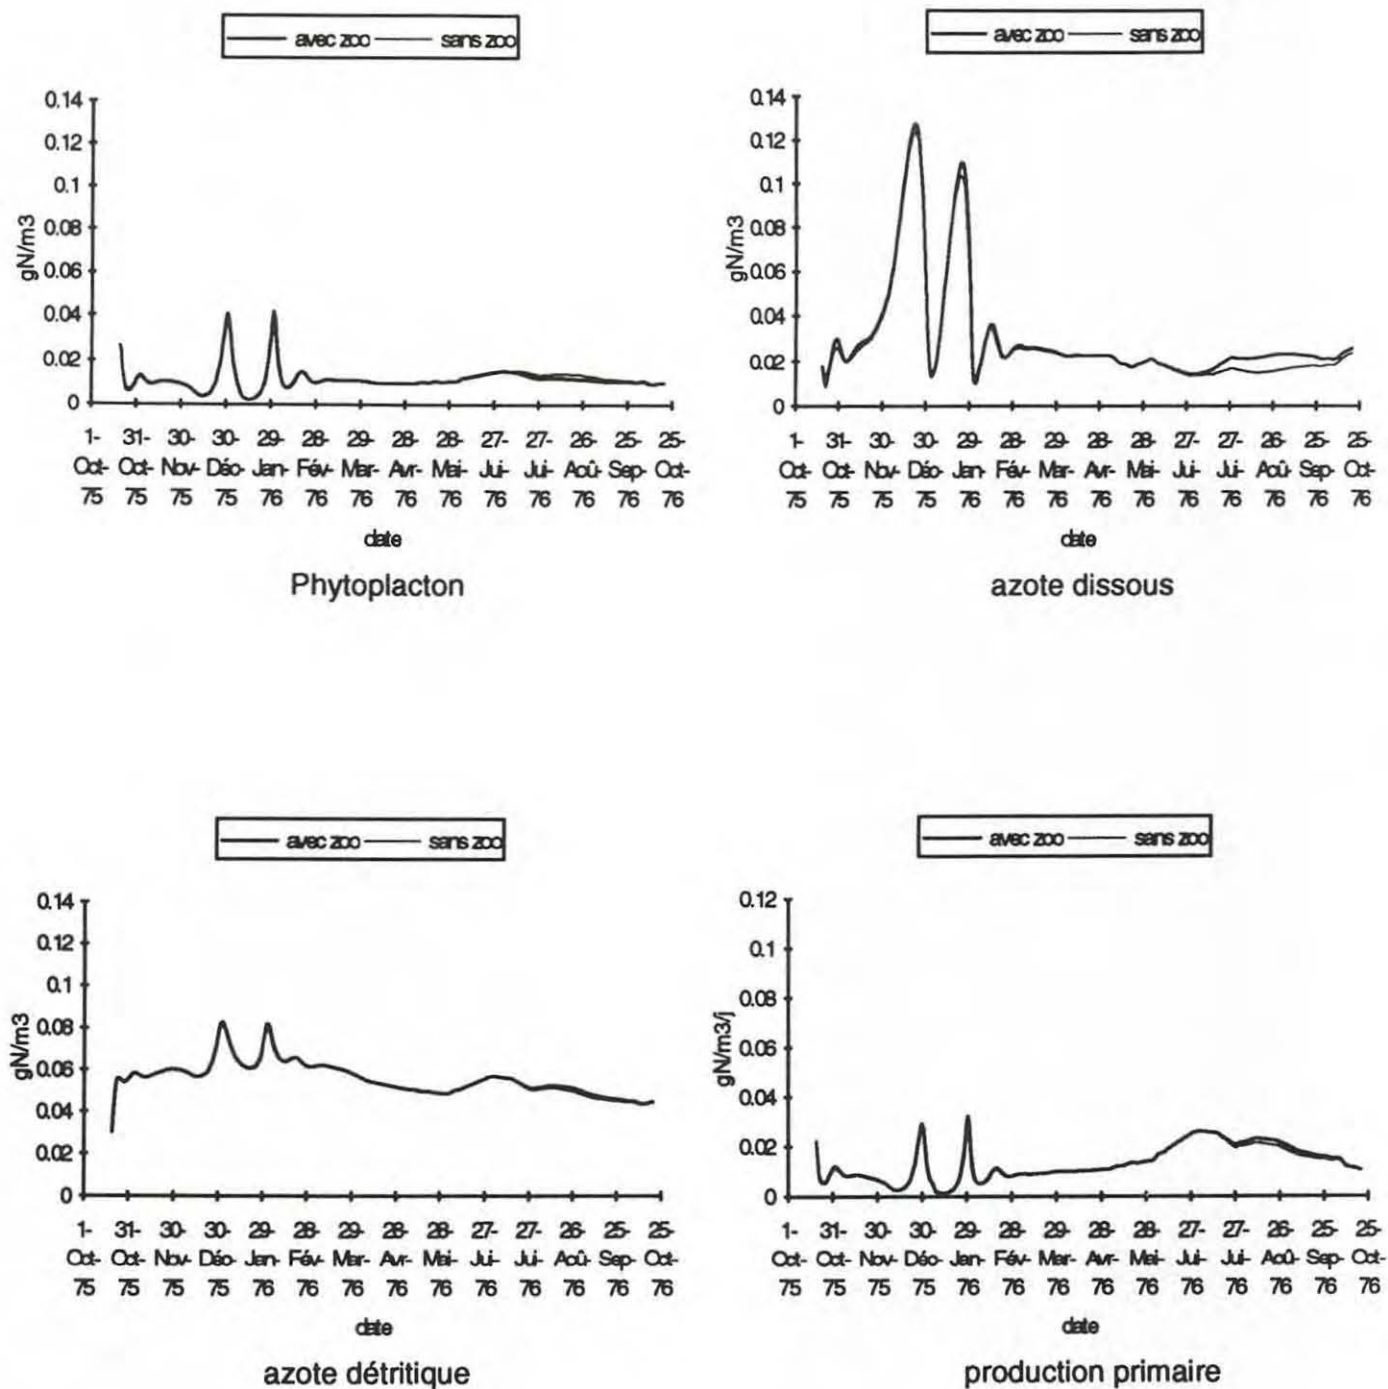 avec zoo sans zoo
0.14
0.12
0.1
0.08
0.06
0.04
0.02
0
gN/m3
1- 31- 30- 30- 29- 28- 29- 28- 28- 27- 27- 26- 25- 25-
Oct- Oct- Nov- Déo- Jan- Fév- Mar- Avr- Mai- Jui- Jui- Aoû- Sep- Oct-
75 75 75 75 76 76 76 76 76 76 76 76 76 76
date
Phytoplacton
avec zoo sans zoo
0.14
0.12
0.1
0.08
0.06
0.04
0.02
0
gN/m3
1- 31- 30- 30- 29- 28- 29- 28- 28- 27- 27- 26- 25- 25-
Oct- Oct- Nov- Déo- Jan- Fév- Mar- Avr- Mai- Jui- Jui- Aoû- Sep- Oct-
75 75 75 75 76 76 76 76 76 76 76 76 76 76
date
azote dissous
avec zoo sans zoo
0.14
0.12
0.1
0.08
0.06
0.04
0.02
0
gN/m3
1- 31- 30- 30- 29- 28- 29- 28- 28- 27- 27- 26- 25- 25-
Oct- Oct- Nov- Déo- Jan- Fév- Mar- Avr- Mai- Jui- Jui- Aoû- Sep- Oct-
75 75 75 75 76 76 76 76 76 76 76 76 76 76
date
azote détritique
avec zoo sans zoo
0.12
0.1
0.08
0.06
0.04
0.02
0
gN/m3/j
1- 31- 30- 30- 29- 28- 29- 28- 28- 27- 27- 26- 25- 25-
Oct- Oct- Nov- Déo- Jan- Fév- Mar- Avr- Mai- Jui- Jui- Aoû- Sep- Oct-
75 75 75 75 76 76 76 76 76 76 76 76 76 76
date
production primaire